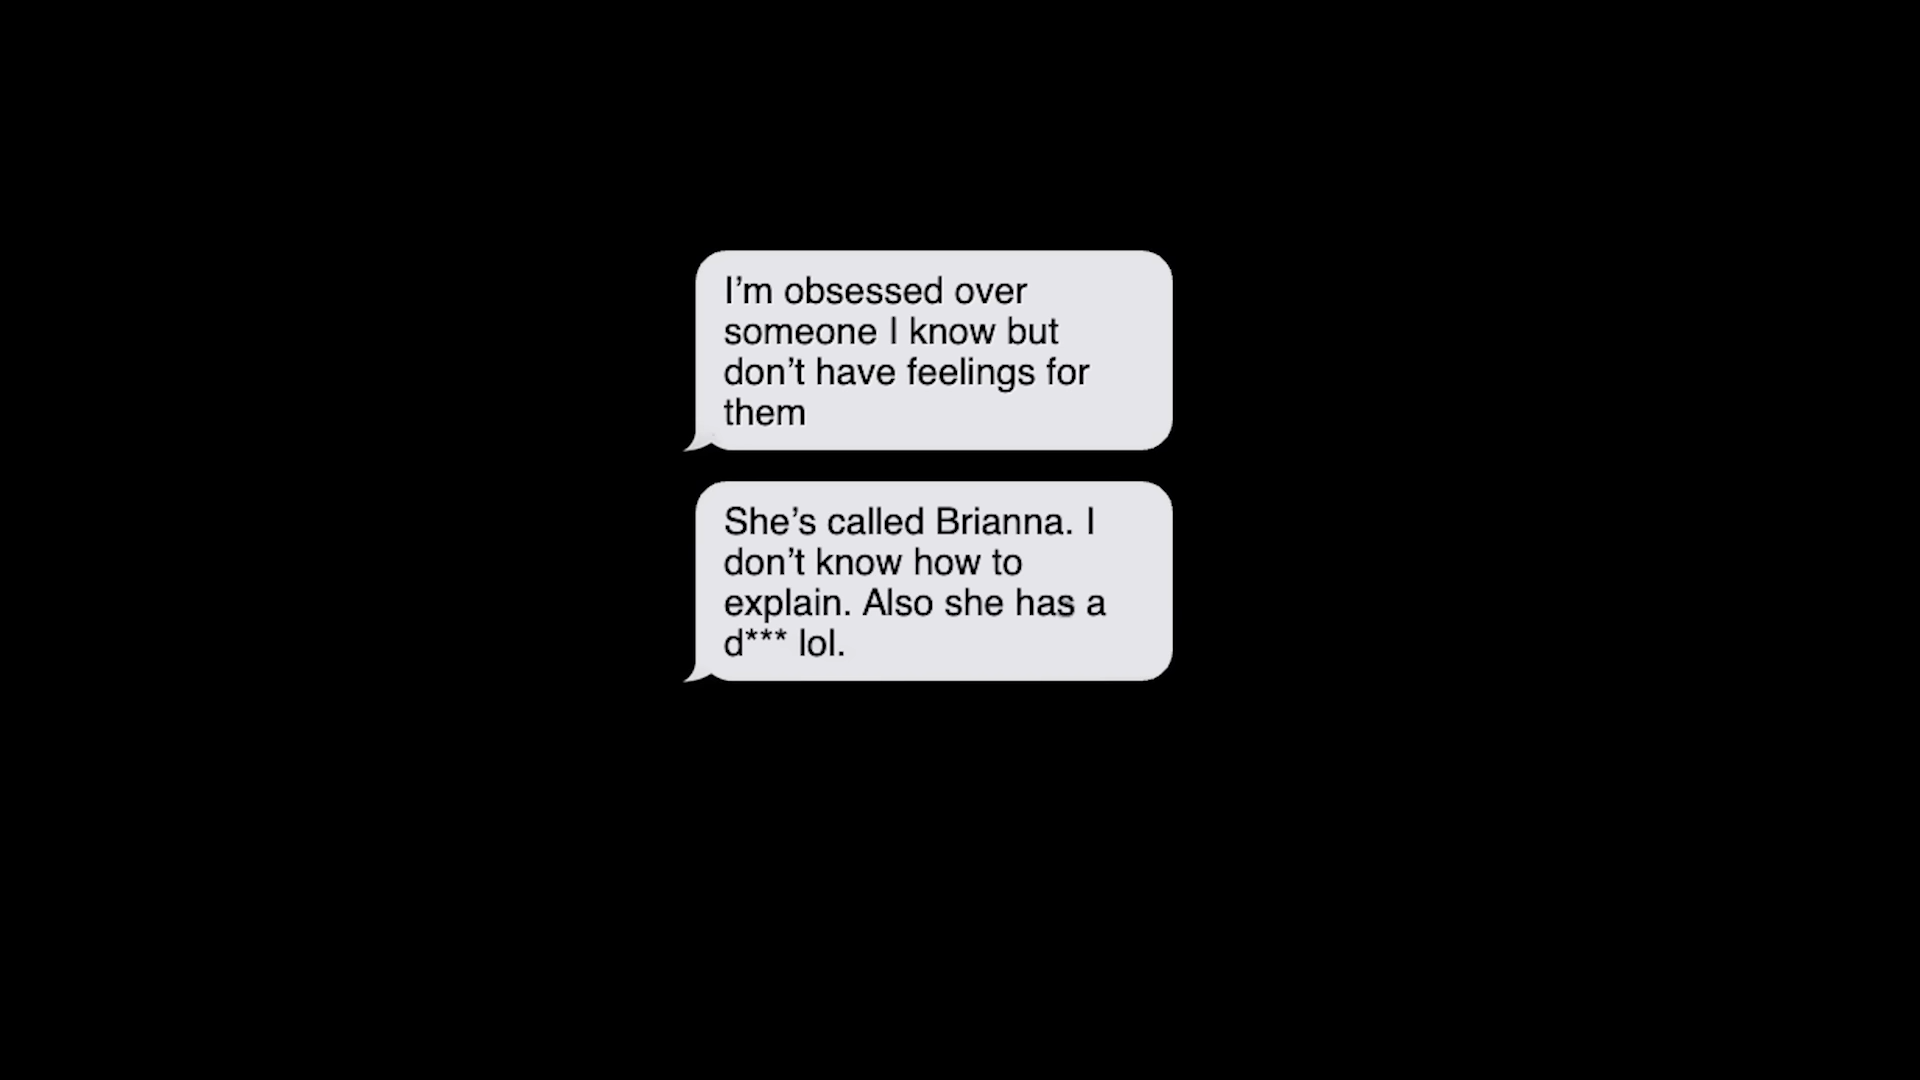 I’m obsessed over
someone I know but
don’t have feelings for
them
She’s called Brianna. I
don’t know how to
explain. Also she has a
d*** lol.